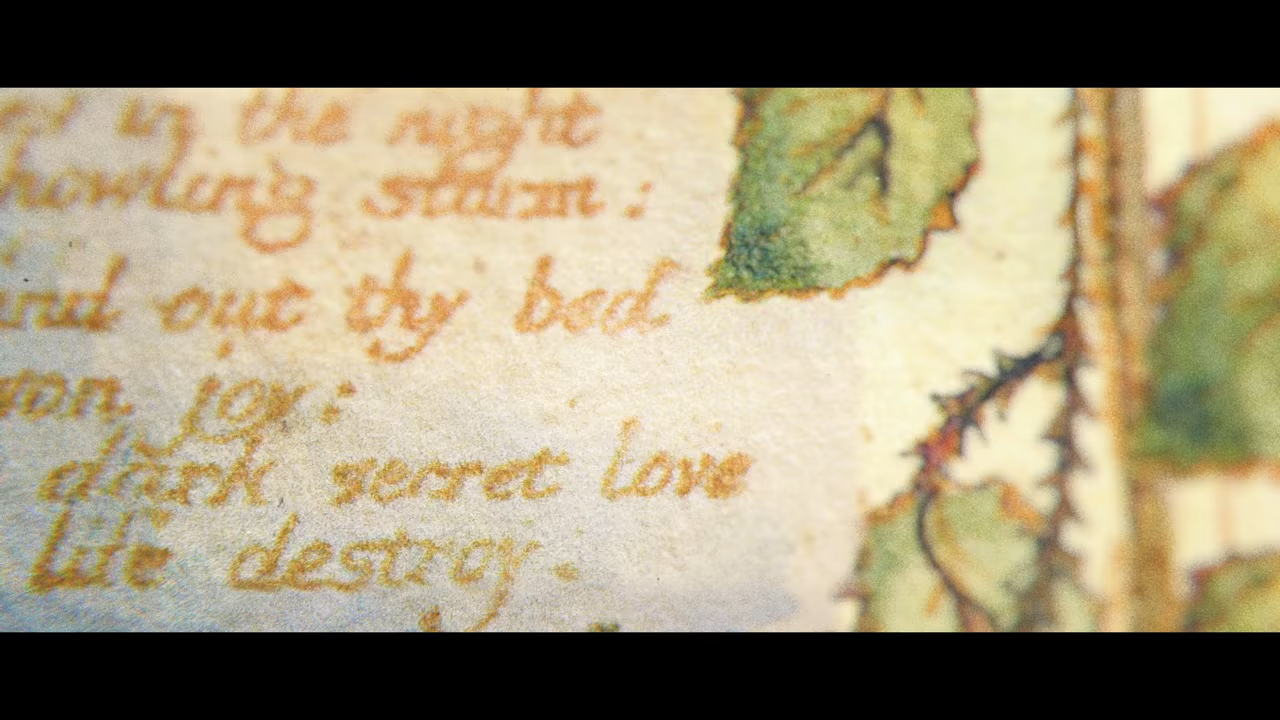 in the night
howling storm:
out thy bed
joy:
dark secret love
life destroy.